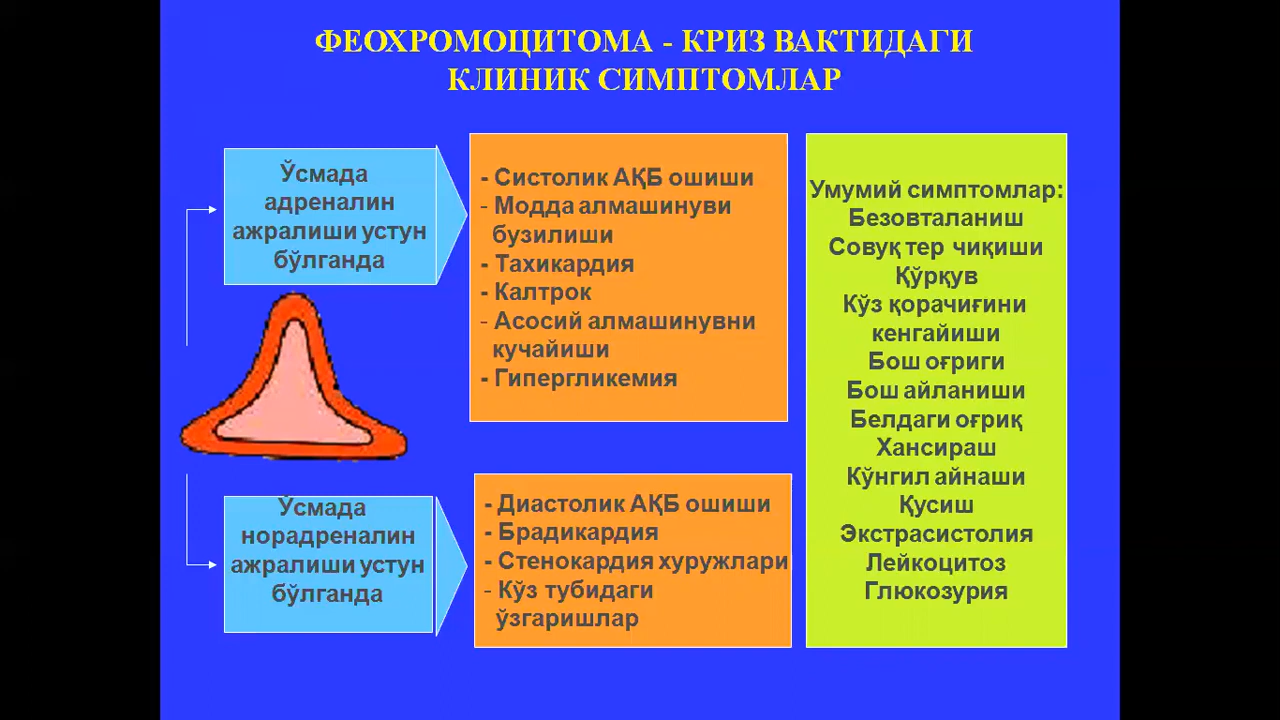 ФЕОХРОМОЦИТОМА - КРИЗ ВАКТИДАГИ
КЛИНИК СИМПТОМЛАР
Ўсмада
адреналин
ажралиши устун
бўлганда
- Систолик АҚБ ошиши
- Модда алмашинуви
бузилиши
- Тахикардия
- Калтрок
- Асосий алмашинувни
кучайиши
- Гипергликемия
Ўсмада
норадреналин
ажралиши устун
бўлганда
- Диастолик АҚБ ошиши
- Брадикардия
- Стенокардия хуружлари
- Кўз тубидаги
ўзгаришлар
Умумий симптомлар:
Безовталаниш
Совуқ тер чиқиши
Қўрқув
Кўз қорачиғини
кенгайиши
Бош оғриги
Бош айланиши
Белдаги оғриқ
Хансираш
Кўнгил айнаши
Қусиш
Экстрасистолия
Лейкоцитоз
Глюкозурия